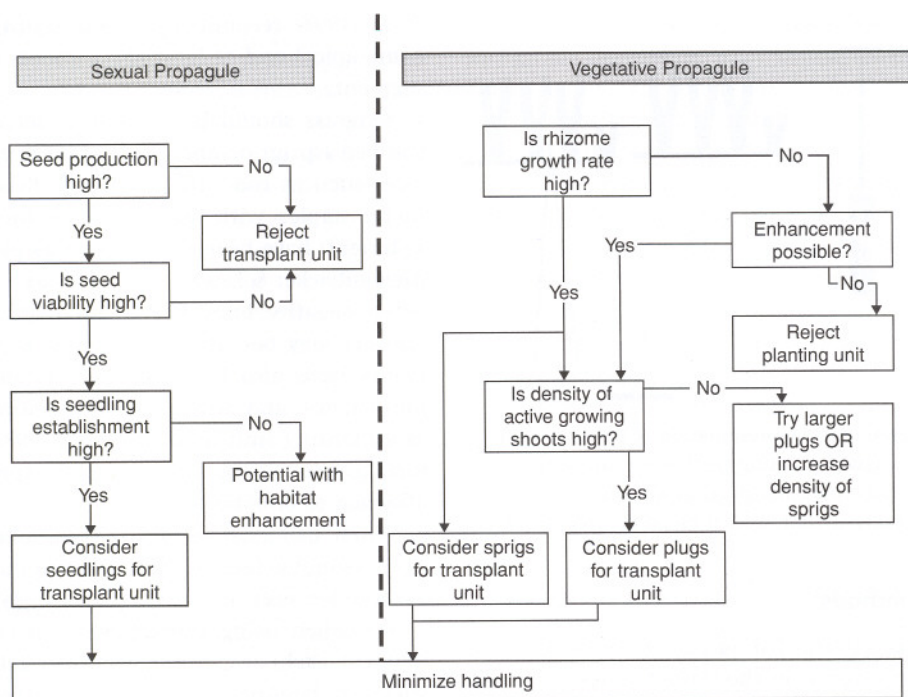 Sexual Propagule
Seed production
high?
No
Reject
transplant unit
Yes
Is seed
viability high?
No
Yes
Is seedling
establishment
high?
No
Potential with
habitat
enhancement
Yes
Consider
seedlings for
transplant unit
Vegetative Propagule
Is rhizome
growth rate
high?
No
Enhancement
possible?
Yes
Yes
No
Reject
planting unit
Is density of
active growing
shoots high?
No
Try larger
plugs OR
increase
density of
sprigs
Yes
Consider sprigs
for transplant
unit
Consider plugs
for transplant
unit
Minimize handling